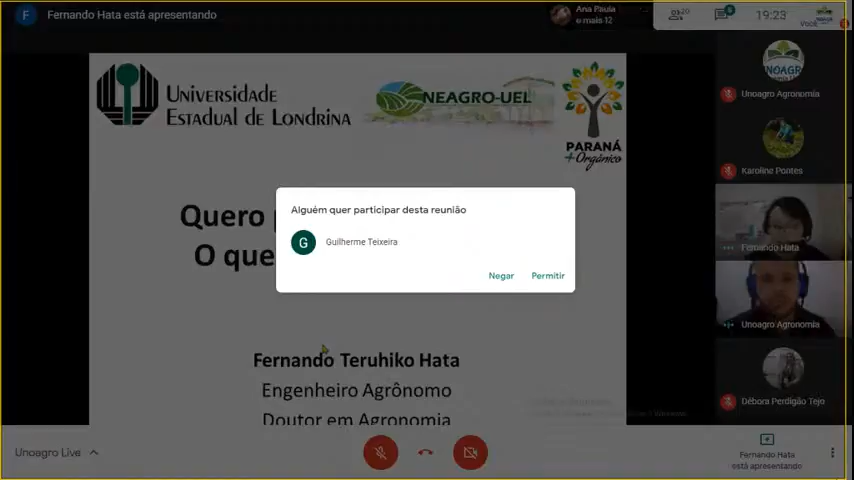 F
Fernando Hata está apresentando
Ana Paula
e mais 12
20
19:23
Você
UNIVERSIDADE
ESTADUAL DE LONDRINA
NEAGRO-UEL
PARANÁ
+Orgânico
UNOAGRO
Unoagro Agronomia
Karoline Pontes
Fernando Hata
Unoagro Agronomia
Débora Perdigão Tejo
Quero
O que
Alguém quer participar desta reunião
G
Guilherme Teixeira
Negar
Permitir
Fernando Teruhiko Hata
Engenheiro Agrônomo
Doutor em Agronomia
Unoagro Live
Fernando Hata
está apresentando